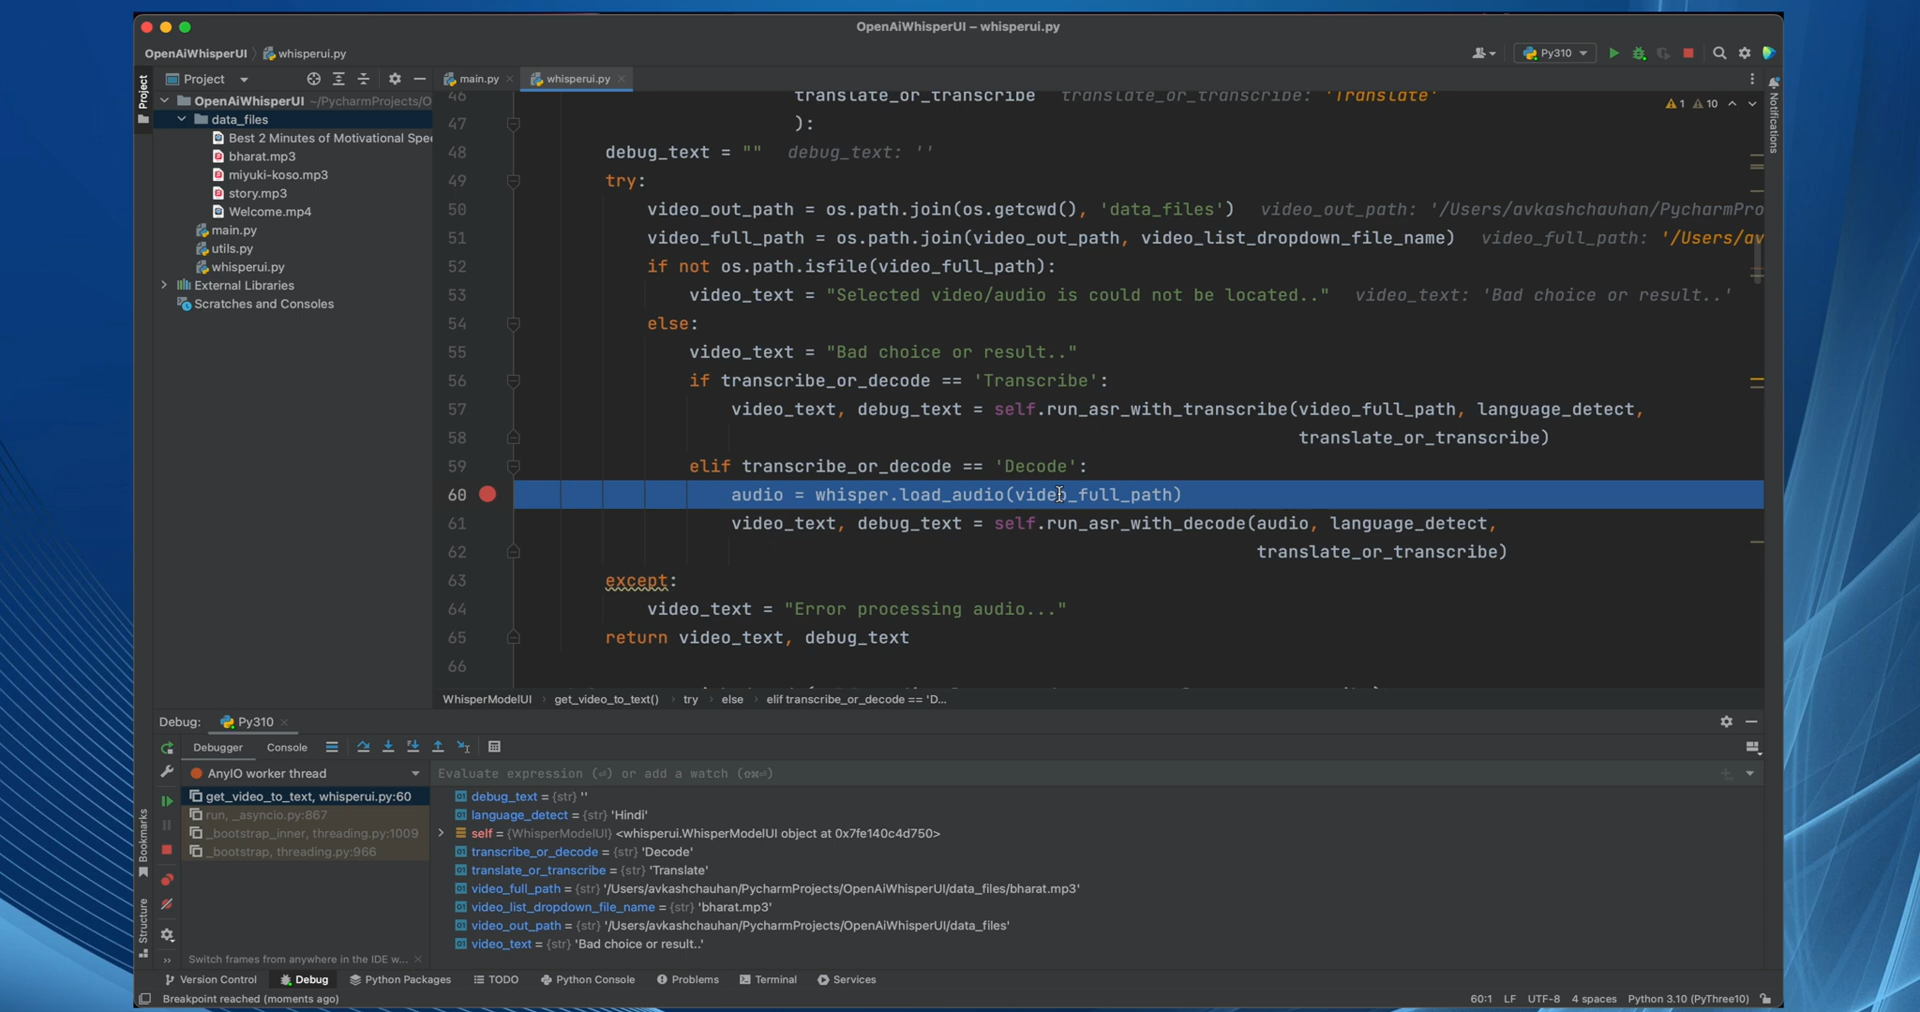 OpenAiWhisperUI – whisperui.py
OpenAiWhisperUI whisperui.py
Py310
Project
Project
main.py
whisperui.py
Notifications
OpenAiWhisperUI ~/PycharmProjects/O
data_files
Best 2 Minutes of Motivational Spee
bharat.mp3
miyuki-koso.mp3
story.mp3
Welcome.mp4
main.py
utils.py
whisperui.py
External Libraries
Scratches and Consoles
1 10
46 translate_or_transcribe translate_or_transcribe: 'Translate'
47 ):
48 debug_text = "" debug_text: ''
49 try:
50 video_out_path = os.path.join(os.getcwd(), 'data_files') video_out_path: '/Users/avkashchauhan/PycharmPro
51 video_full_path = os.path.join(video_out_path, video_list_dropdown_file_name) video_full_path: '/Users/av
52 if not os.path.isfile(video_full_path):
53 video_text = "Selected video/audio is could not be located.." video_text: 'Bad choice or result..'
54 else:
55 video_text = "Bad choice or result.."
56 if transcribe_or_decode == 'Transcribe':
57 video_text, debug_text = self.run_asr_with_transcribe(video_full_path, language_detect,
58 translate_or_transcribe)
59 elif transcribe_or_decode == 'Decode':
60 audio = whisper.load_audio(video_full_path)
61 video_text, debug_text = self.run_asr_with_decode(audio, language_detect,
62 translate_or_transcribe)
63 except:
64 video_text = "Error processing audio..."
65 return video_text, debug_text
66
WhisperModelUI get_video_to_text() try else elif transcribe_or_decode == 'D...
Debug: Py310
Debugger Console
AnyIO worker thread
Evaluate expression (⏎) or add a watch (⇧⌘⏎)
get_video_to_text, whisperui.py:60
run, _asyncio.py:867
_bootstrap_inner, threading.py:1009
_bootstrap, threading.py:966
debug_text = {str} ''
language_detect = {str} 'Hindi'
self = {WhisperModelUI} <whisperui.WhisperModelUI object at 0x7fe140c4d750>
transcribe_or_decode = {str} 'Decode'
translate_or_transcribe = {str} 'Translate'
video_full_path = {str} '/Users/avkashchauhan/PycharmProjects/OpenAiWhisperUI/data_files/bharat.mp3'
video_list_dropdown_file_name = {str} 'bharat.mp3'
video_out_path = {str} '/Users/avkashchauhan/PycharmProjects/OpenAiWhisperUI/data_files'
video_text = {str} 'Bad choice or result..'
Bookmarks
Structure
Switch frames from anywhere in the IDE w...
Version Control Debug Python Packages TODO Python Console Problems Terminal Services
Breakpoint reached (moments ago)
60:1 LF UTF-8 4 spaces Python 3.10 (PyThree10)